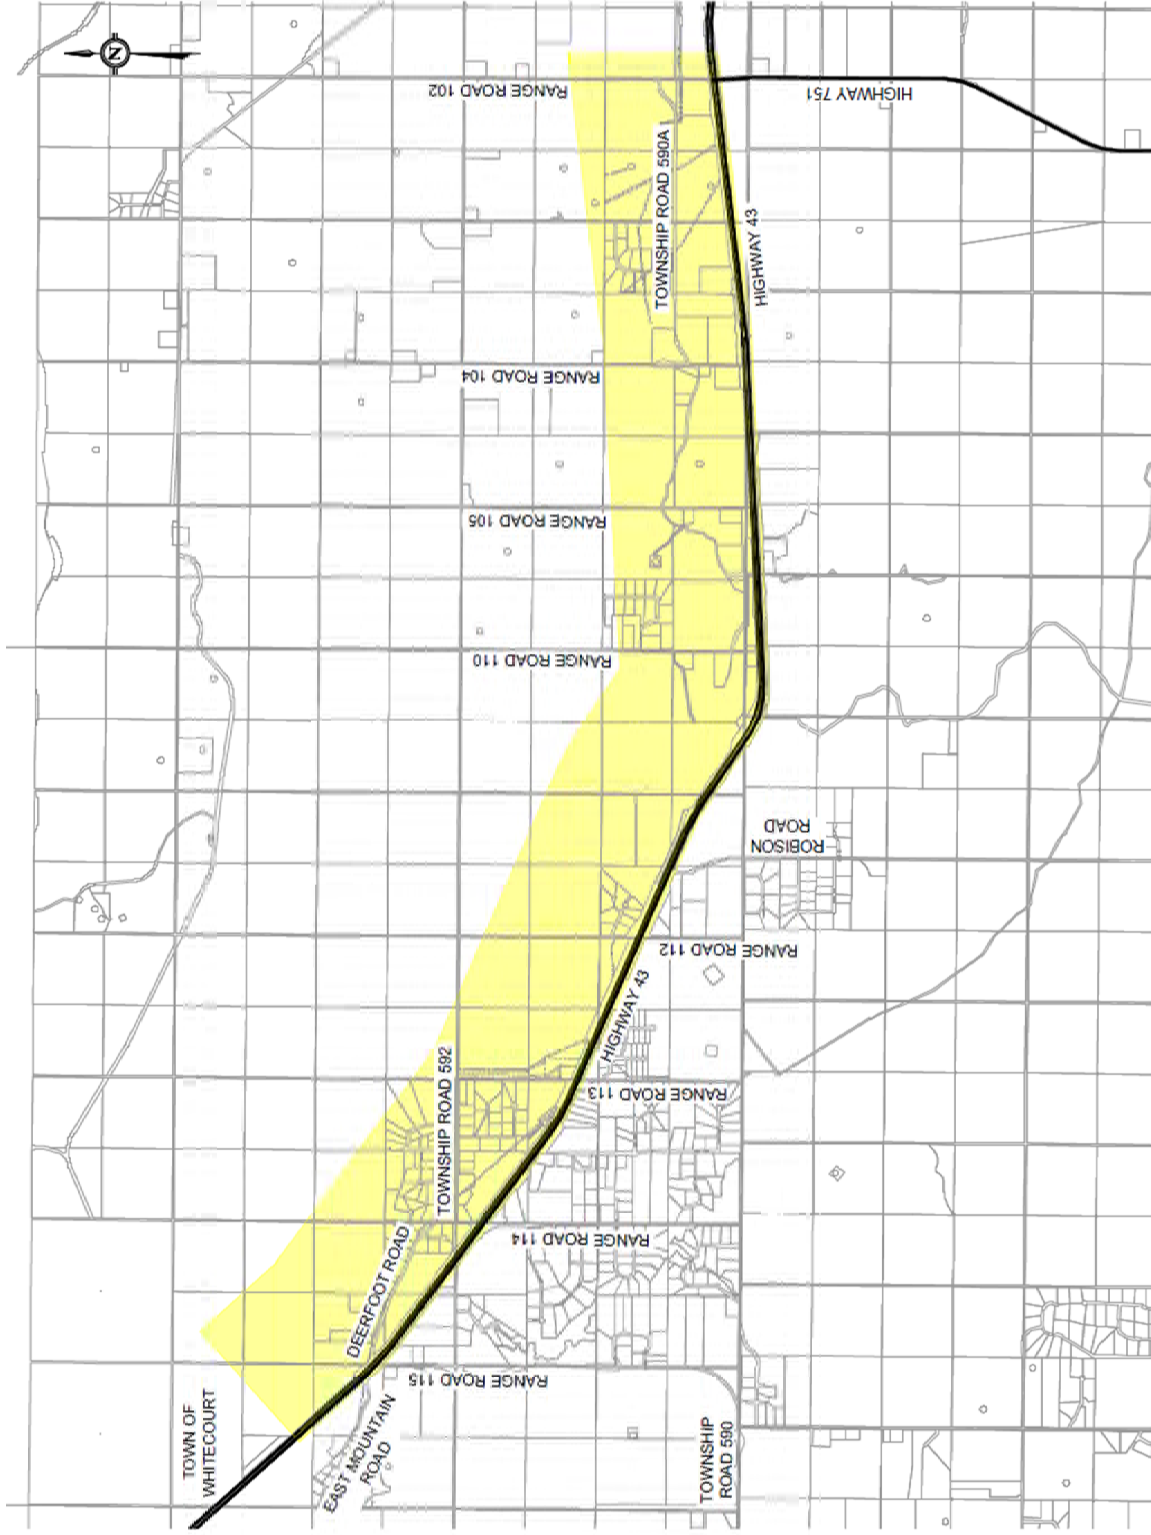 N
RANGE ROAD 102
HIGHWAY 751
TOWNSHIP ROAD 590A
HIGHWAY 43
RANGE ROAD 104
RANGE ROAD 105
RANGE ROAD 110
ROBISON
ROAD
RANGE ROAD 112
HIGHWAY 43
TOWNSHIP ROAD 592
RANGE ROAD 113
RANGE ROAD 114
DEERFOOT ROAD
RANGE ROAD 115
TOWN OF
WHITECOURT
EAST MOUNTAIN
ROAD
TOWNSHIP
ROAD 590